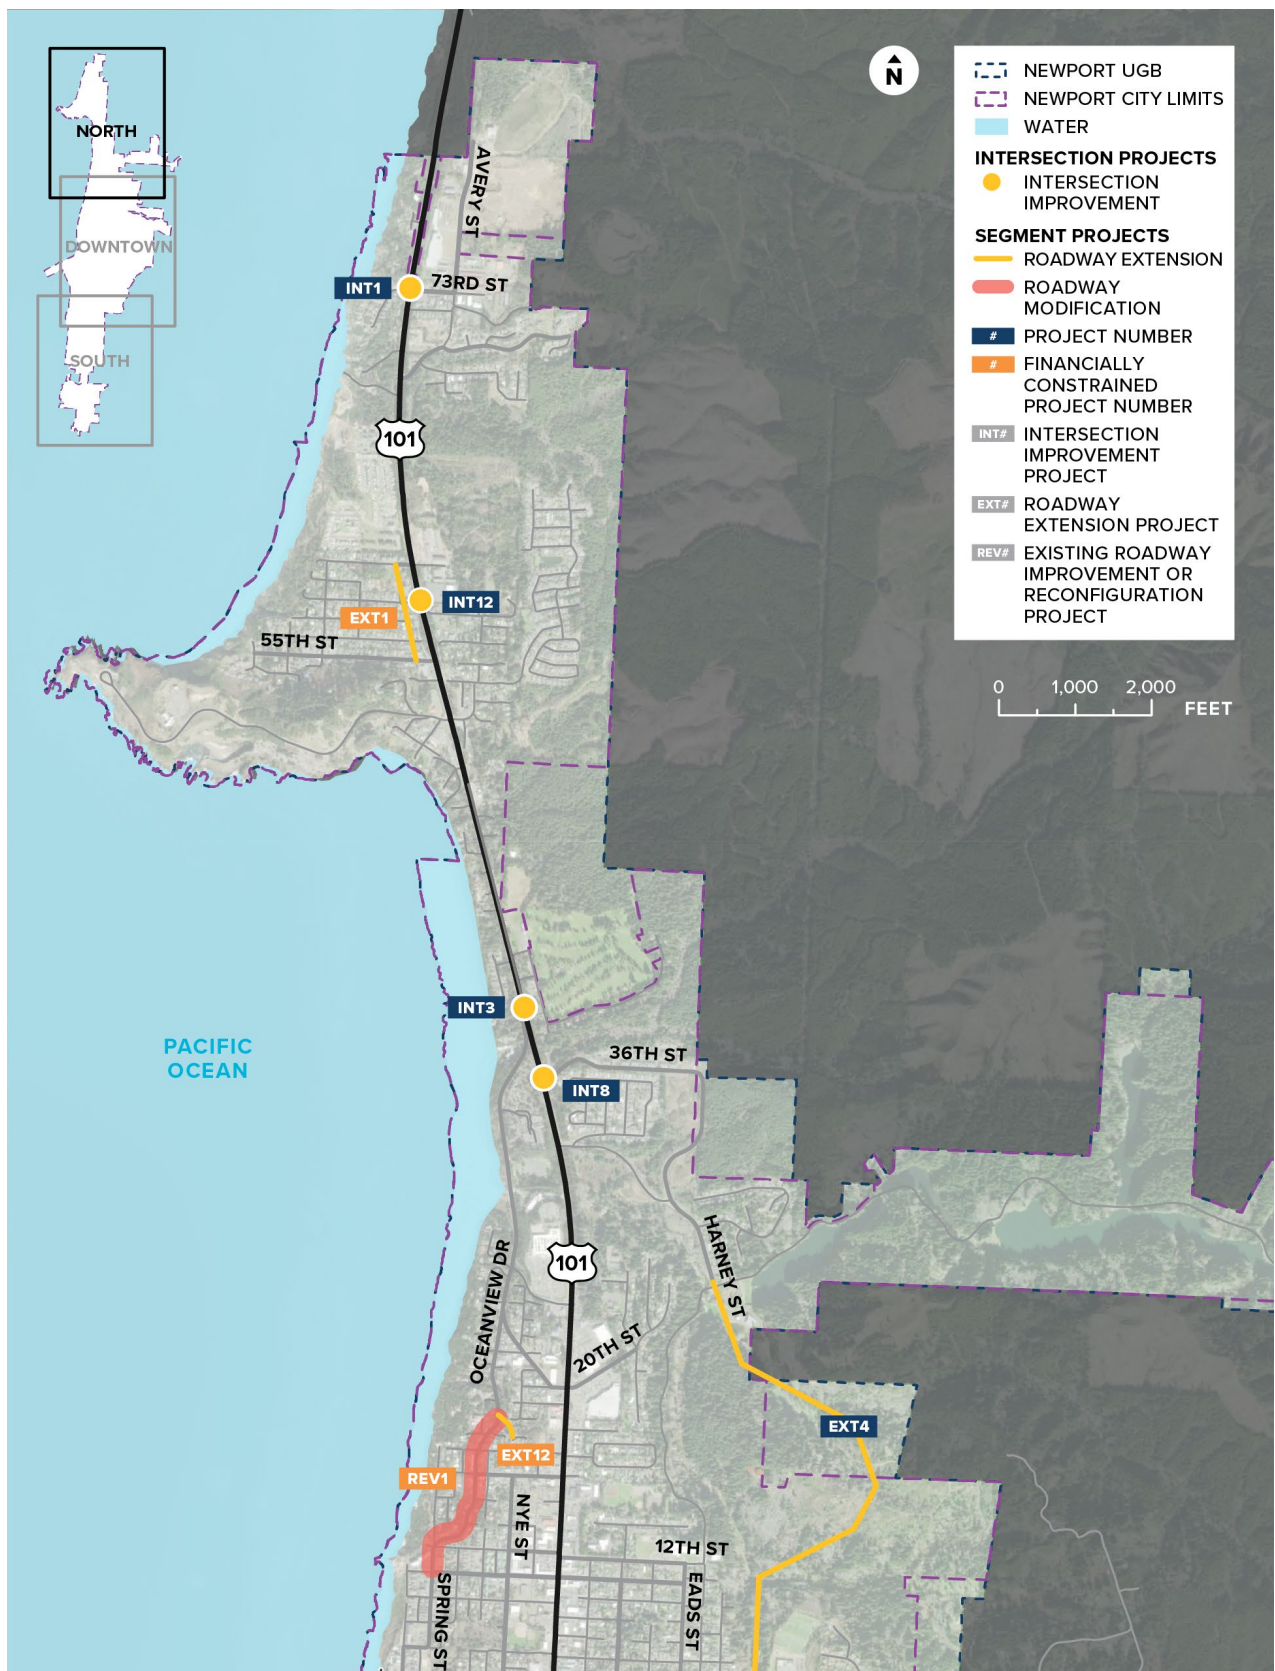 NORTH
DOWNTOWN
SOUTH
N
NEWPORT UGB
NEWPORT CITY LIMITS
WATER
INTERSECTION PROJECTS
INTERSECTION
IMPROVEMENT
SEGMENT PROJECTS
ROADWAY EXTENSION
ROADWAY
MODIFICATION
# PROJECT NUMBER
# FINANCIALLY
CONSTRAINED
PROJECT NUMBER
INT# INTERSECTION
IMPROVEMENT
PROJECT
EXT# ROADWAY
EXTENSION PROJECT
REV# EXISTING ROADWAY
IMPROVEMENT OR
RECONFIGURATION
PROJECT
0 1,000 2,000
FEET
AVERY ST
INT1
73RD ST
101
INT12
EXT1
55TH ST
INT3
PACIFIC
OCEAN
36TH ST
INT8
HARNEY ST
OCEANVIEW DR
101
20TH ST
EXT4
EXT12
REV1
NYE ST
12TH ST
SPRING ST
EADS ST